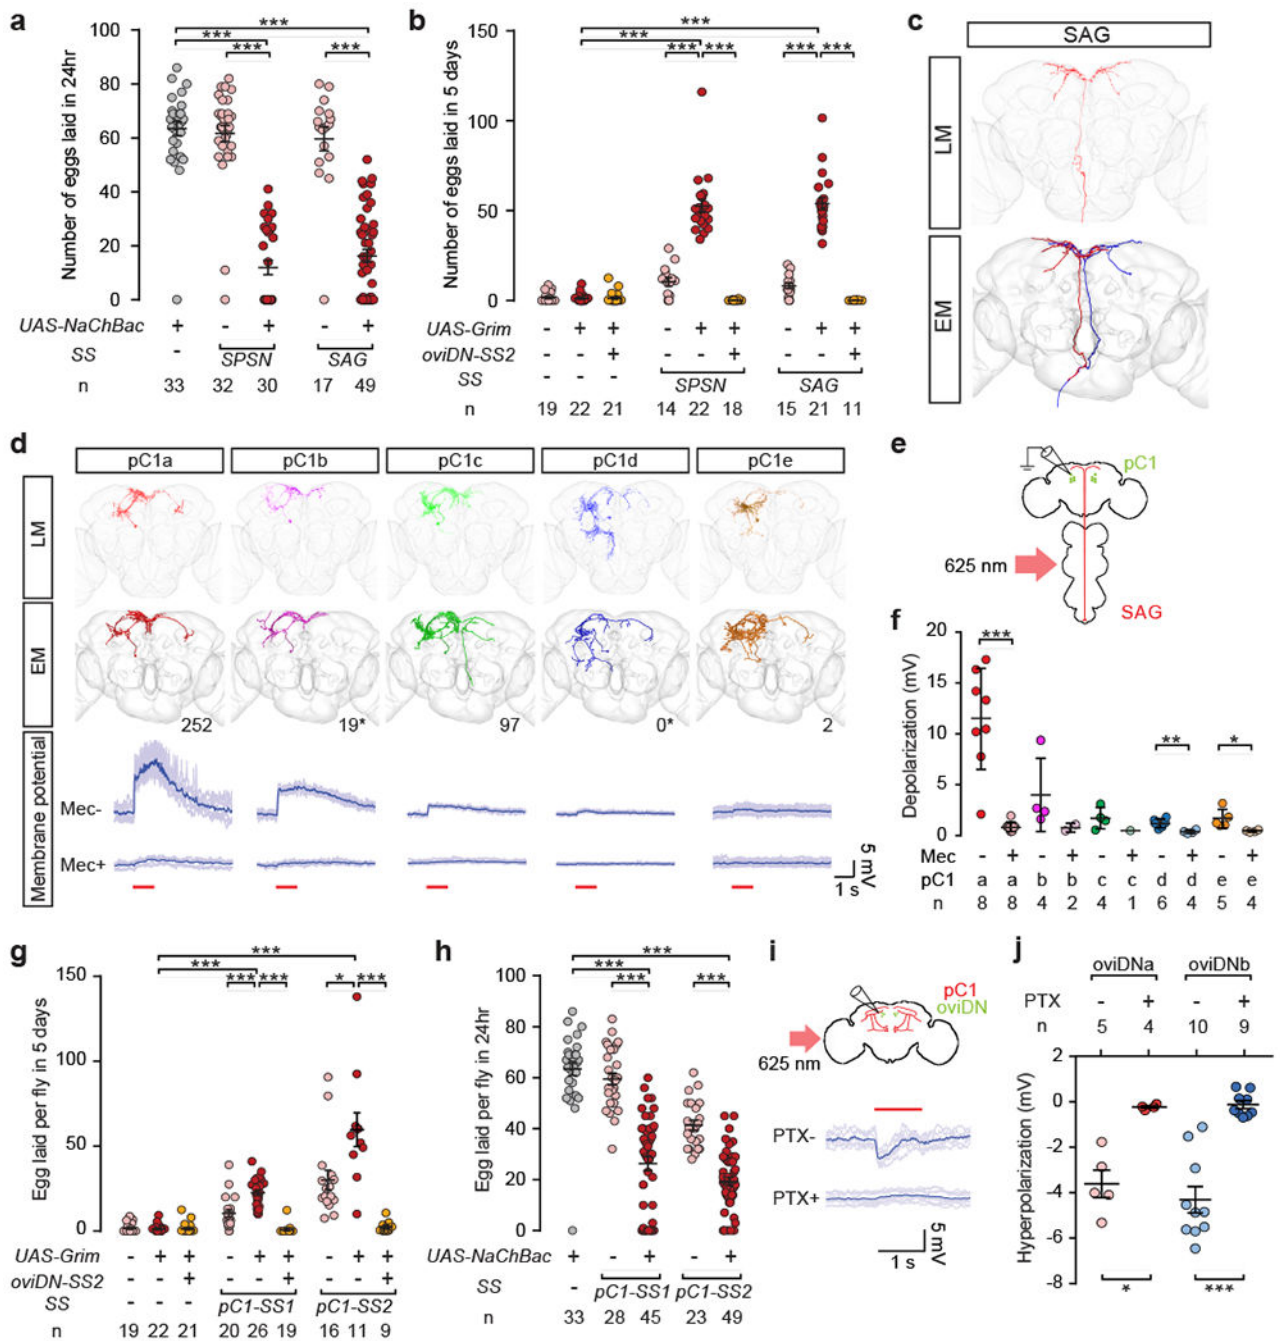 a
Number of eggs laid in 24hr
100
80
60
40
20
0
***
***
***
***
UAS-NaChBac + - + - +
SS - SPSN SAG
n 33 32 30 17 49
b
Number of eggs laid in 5 days
150
100
50
0
***
***
*** *** *** ***
UAS-Grim - + + - + + - + +
oviDN-SS2 - - + - - + - - +
SS - - - SPSN SAG
n 19 22 21 14 22 18 15 21 11
c
SAG
LM
EM
d
pC1a pC1b pC1c pC1d pC1e
LM
EM
252 19* 97 0* 2
Membrane potential
Mec-
Mec+
5 mV
1 s
e
pC1
625 nm
SAG
f
Depolarization (mV)
20
15
10
5
0
*** ** *
Mec - + - + - + - + - +
pC1 a a b b c c d d e e
n 8 8 4 2 4 1 6 4 5 4
g
Egg laid per fly in 5 days
150
100
50
0
***
***
*** *** * ***
UAS-Grim - + + - + + - + +
oviDN-SS2 - - + - - + - - +
SS - - - pC1-SS1 pC1-SS2
n 19 22 21 20 26 19 16 11 9
h
Egg laid per fly in 24hr
100
80
60
40
20
0
***
***
*** ***
UAS-NaChBac + - + - +
SS - pC1-SS1 pC1-SS2
n 33 28 45 23 49
i
pC1
oviDN
625 nm
PTX-
PTX+
5 mV
1 s
j
oviDNa oviDNb
PTX - + - +
n 5 4 10 9
Hyperpolarization (mV)
2
0
-2
-4
-6
-8
* ***